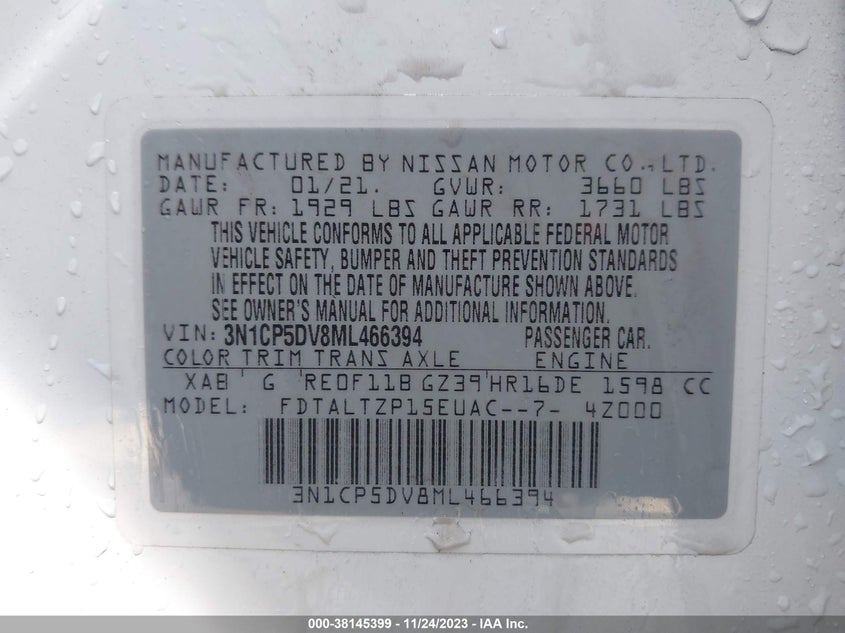 MANUFACTURED BY NISSAN MOTOR CO., LTD.
DATE: 01/21. GVWR: 3660 LBS
GAWR FR: 1929 LBS GAWR RR: 1731 LBS
THIS VEHICLE CONFORMS TO ALL APPLICABLE FEDERAL MOTOR
VEHICLE SAFETY, BUMPER AND THEFT PREVENTION STANDARDS
IN EFFECT ON THE DATE OF MANUFACTURE SHOWN ABOVE.
SEE OWNER'S MANUAL FOR ADDITIONAL INFORMATION.
VIN: 3N1CP5DV8ML466394 PASSENGER CAR.
COLOR TRIM TRANS AXLE ENGINE
XAB G RE0F11B GZ39 HR16DE 1598 CC
MODEL: FDTALTZP15EUAC--7- 4Z000
3N1CP5DV8ML466394
000-38145399 - 11/24/2023 - IAA Inc.